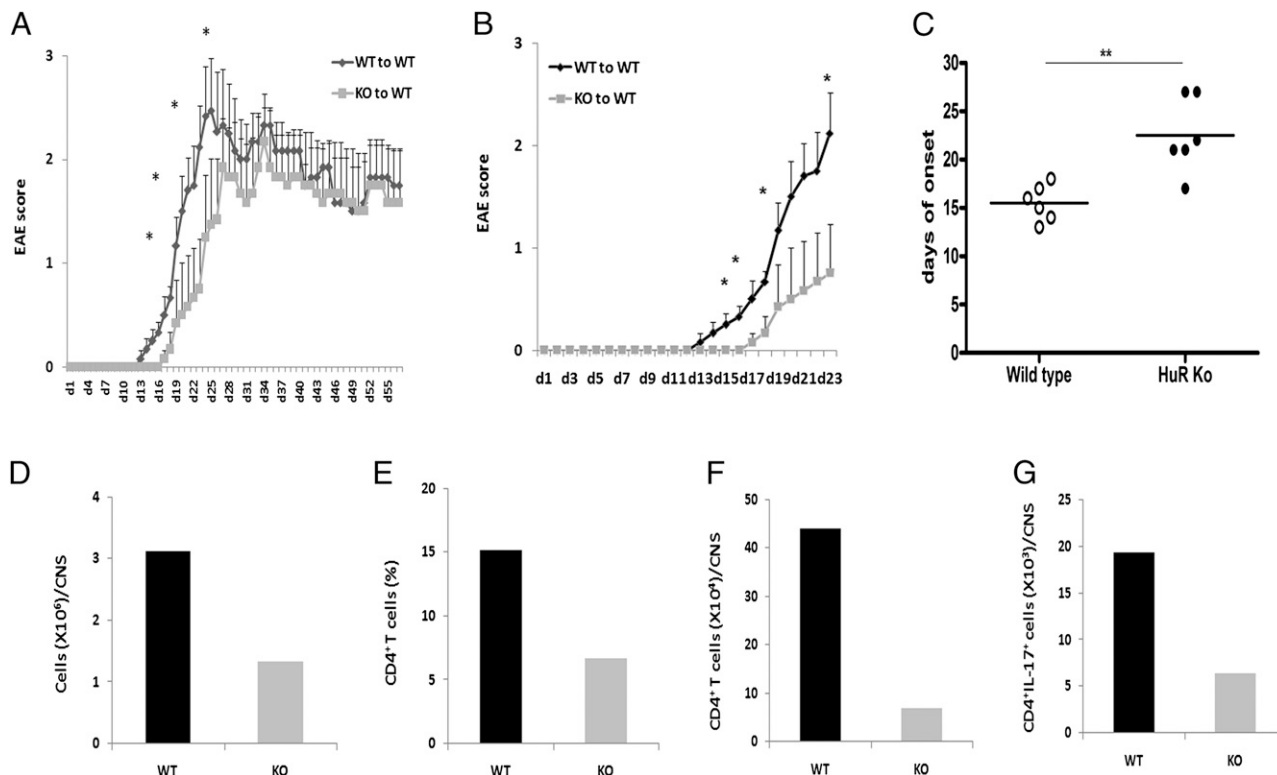 A
3
2
1
0
EAE score
*
*
*
*
WT to WT
KO to WT
d1 d4 d7 d10 d13 d16 d19 d22 d25 d28 d31 d34 d37 d40 d43 d46 d49 d52 d55
B
3
2
1
0
EAE score
WT to WT
KO to WT
*
*
*
*
d1 d3 d5 d7 d9 d11 d13 d15 d17 d19 d21 d23
C
**
30
25
20
15
10
5
0
days of onset
Wild type HuR Ko
D
4
3
2
1
0
Cells (X10⁶)/CNS
WT KO
E
20
15
10
5
0
CD4⁺T cells (%)
WT KO
F
50
40
30
20
10
0
CD4⁺ T cells (X10⁴)/CNS
WT KO
G
25
20
15
10
5
0
CD4⁺IL-17⁺ cells (X10³)/CNS
WT KO